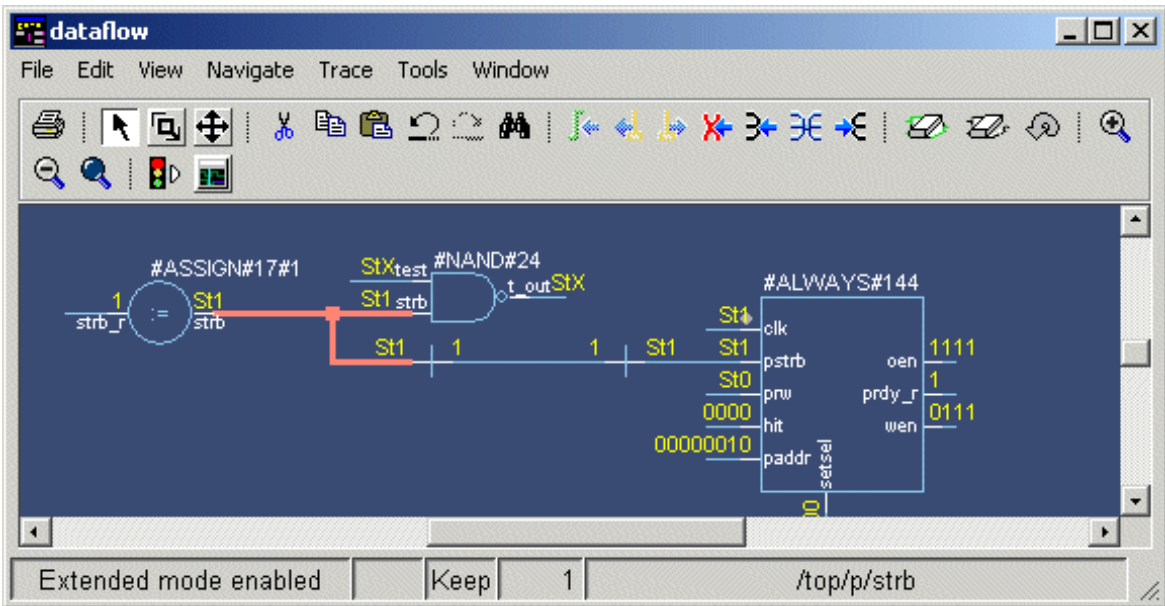 dataflow
File Edit View Navigate Trace Tools Window
#ASSIGN#17#1
1
strb_r
:=
St1
strb
StX
test
#NAND#24
St1
strb
t_out
StX
St1
1
1
St1
#ALWAYS#144
St1
clk
St1
pstrb
St0
prw
0000
hit
00000010
paddr
setsel
oen
1111
prdy_r
1
wen
0111
Extended mode enabled
Keep
1
/top/p/strb